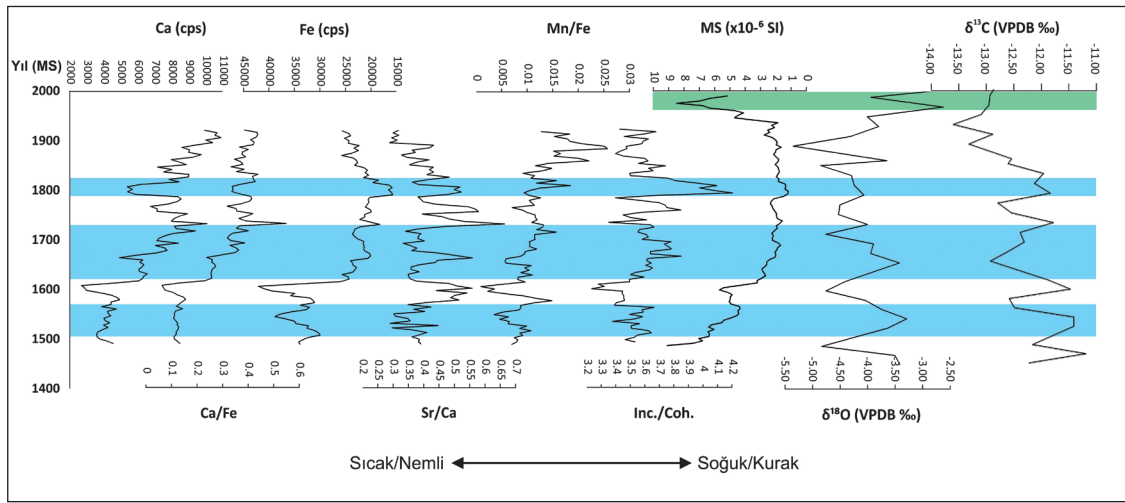 Ca (cps) Fe (cps) Mn/Fe MS (x10-⁶ SI) δ¹³C (VPDB ‰)
Yıl (MS)
2000 3000 4000 5000 6000 7000 8000 9000 10000 11000
45000 40000 35000 30000 25000 20000 15000
0 0.005 0.01 0.015 0.02 0.025 0.03
10 9 8 7 6 5 4 3 2 1 0
-14.00 -13.50 -13.00 -12.50 -12.00 -11.50 -11.00
2000
1900
1800
1700
1600
1500
1400
0 0.1 0.2 0.3 0.4 0.5 0.6
0.2 0.25 0.3 0.35 0.4 0.45 0.5 0.55 0.6 0.65 0.7
3.2 3.3 3.4 3.5 3.6 3.7 3.8 3.9 4 4.1 4.2
-5.50 -4.50 -3.50 -2.50
Ca/Fe Sr/Ca Inc./Coh. δ¹⁸O (VPDB ‰)
Sıcak/Nemli Soğuk/Kurak